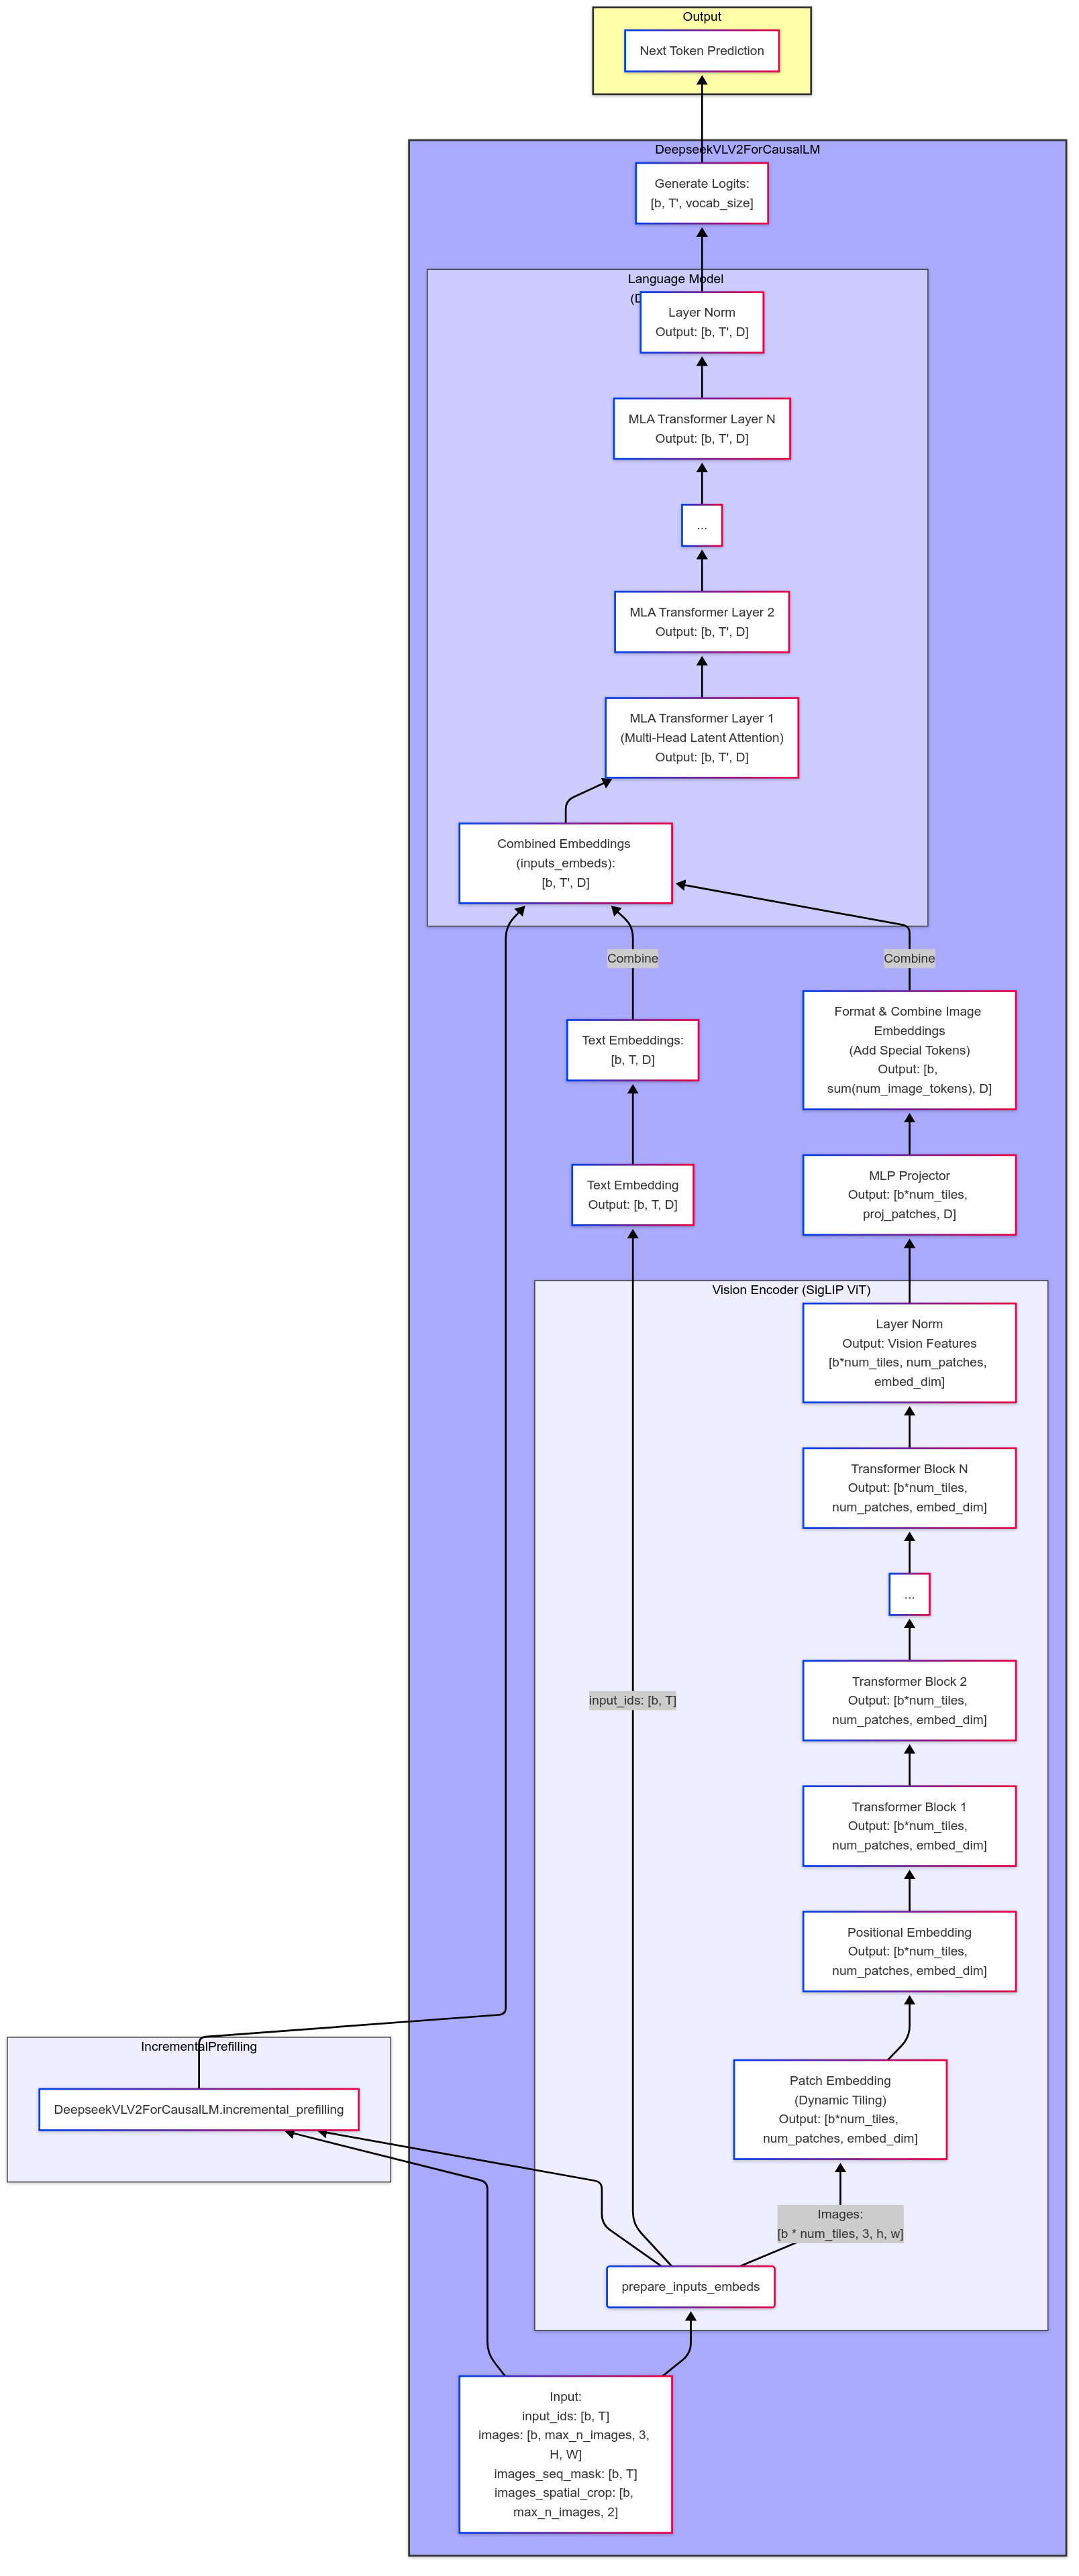 Output
Next Token Prediction
DeepseekVLV2ForCausalLM
Generate Logits:
[b, T', vocab_size]
Language Model
(D
Layer Norm
Output: [b, T', D]
MLA Transformer Layer N
Output: [b, T', D]
...
MLA Transformer Layer 2
Output: [b, T', D]
MLA Transformer Layer 1
(Multi-Head Latent Attention)
Output: [b, T', D]
Combined Embeddings
(inputs_embeds):
[b, T', D]
Combine
Combine
Text Embeddings:
[b, T, D]
Format & Combine Image
Embeddings
(Add Special Tokens)
Output: [b,
sum(num_image_tokens), D]
Text Embedding
Output: [b, T, D]
MLP Projector
Output: [b*num_tiles,
proj_patches, D]
Vision Encoder (SigLIP ViT)
Layer Norm
Output: Vision Features
[b*num_tiles, num_patches,
embed_dim]
Transformer Block N
Output: [b*num_tiles,
num_patches, embed_dim]
...
Transformer Block 2
Output: [b*num_tiles,
num_patches, embed_dim]
input_ids: [b, T]
Transformer Block 1
Output: [b*num_tiles,
num_patches, embed_dim]
Positional Embedding
Output: [b*num_tiles,
num_patches, embed_dim]
IncrementalPrefilling
DeepseekVLV2ForCausalLM.incremental_prefilling
Patch Embedding
(Dynamic Tiling)
Output: [b*num_tiles,
num_patches, embed_dim]
Images:
[b * num_tiles, 3, h, w]
prepare_inputs_embeds
Input:
input_ids: [b, T]
images: [b, max_n_images, 3,
H, W]
images_seq_mask: [b, T]
images_spatial_crop: [b,
max_n_images, 2]